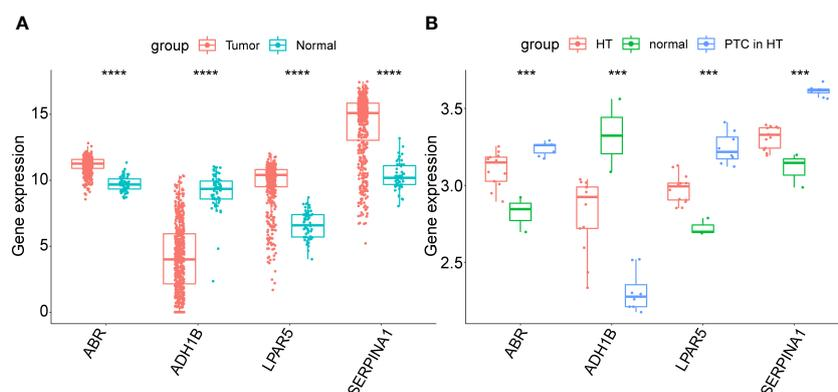 A
group Tumor Normal
**** **** **** ****
Gene expression
15
10
5
0
ABR ADH1B LPAR5 SERPINA1
B
group HT normal PTC in HT
*** *** *** ***
Gene expression
3.5
3.0
2.5
ABR ADH1B LPAR5 SERPINA1